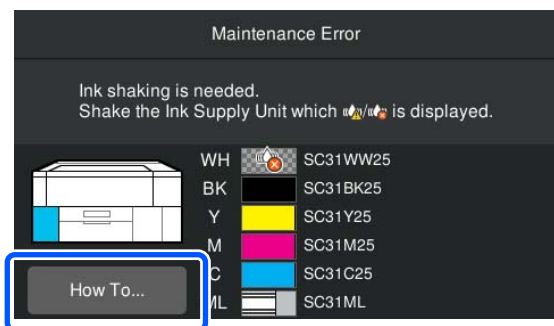 Maintenance Error
Ink shaking is needed.
Shake the Ink Supply Unit which / is displayed.
WH SC31WW25
BK SC31BK25
Y SC31Y25
M SC31M25
C SC31C25
ML SC31ML
How To...